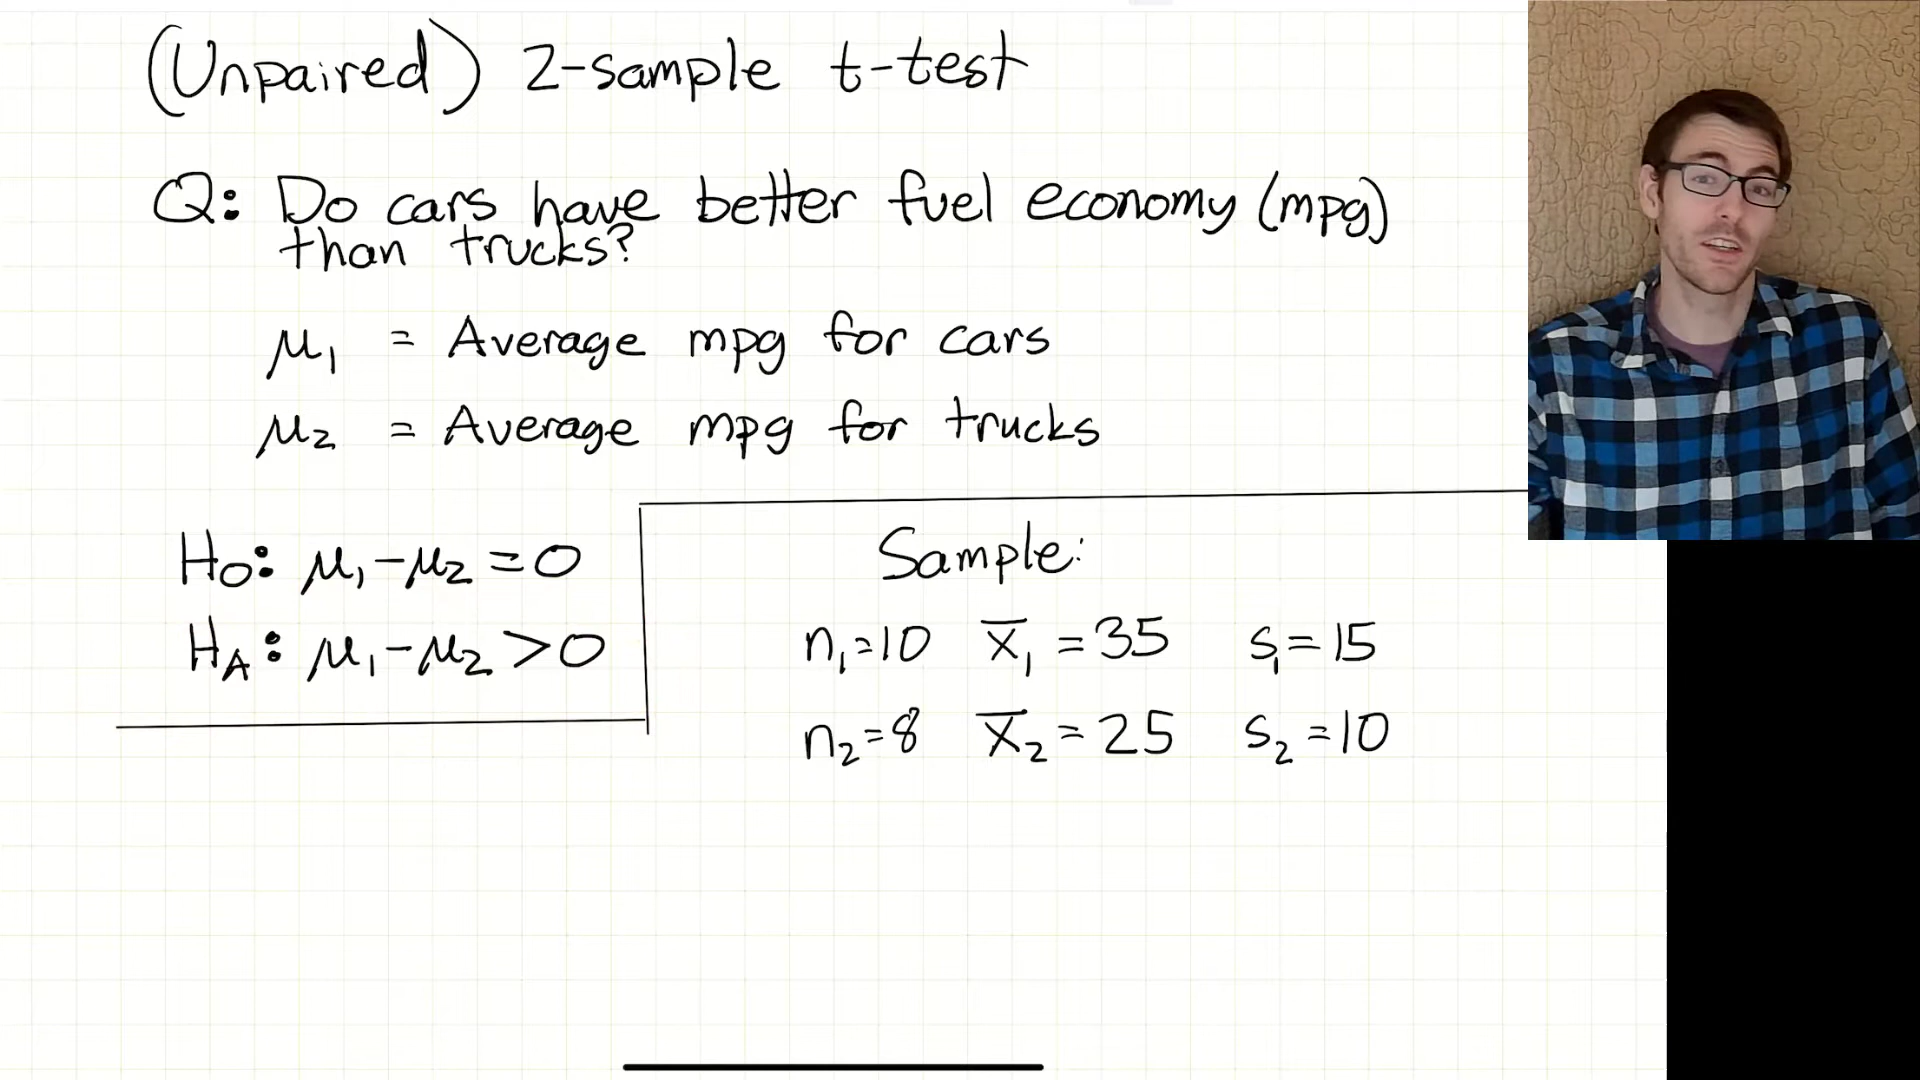 (Unpaired) 2-sample t-test
Q: Do cars have better fuel economy (mpg)
than trucks?
μ₁ = Average mpg for cars
μ₂ = Average mpg for trucks
H₀: μ₁-μ₂=0
Hₐ: μ₁-μ₂>0
Sample:
n₁=10 x̄₁=35 s₁=15
n₂=8 x̄₂=25 s₂=10